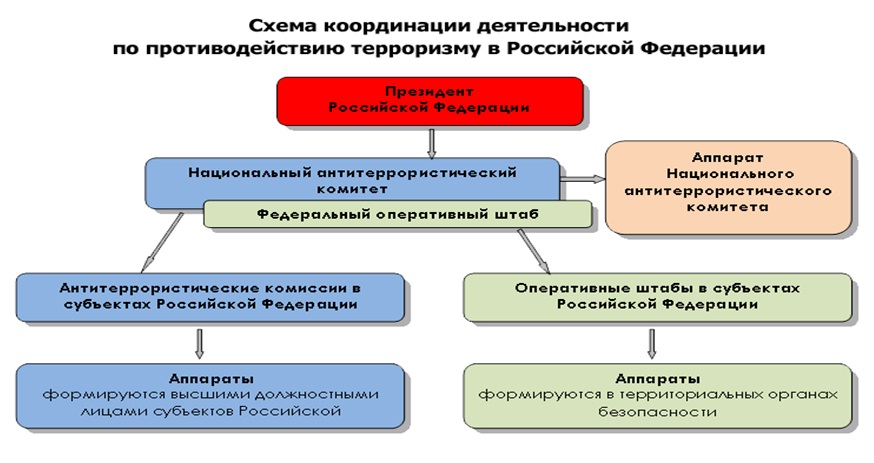 Схема координации деятельности
по противодействию терроризму в Российской Федерации
Президент
Российской Федерации
Национальный антитеррористический
комитет
Аппарат
Национального
антитеррористического
комитета
Федеральный оперативный штаб
Антитеррористические комиссии в
субъектах Российской Федерации
Оперативные штабы в субъектах
Российской Федерации
Аппараты
формируются высшими должностными
лицами субъектов Российской
Аппараты
формируются в территориальных органах
безопасности